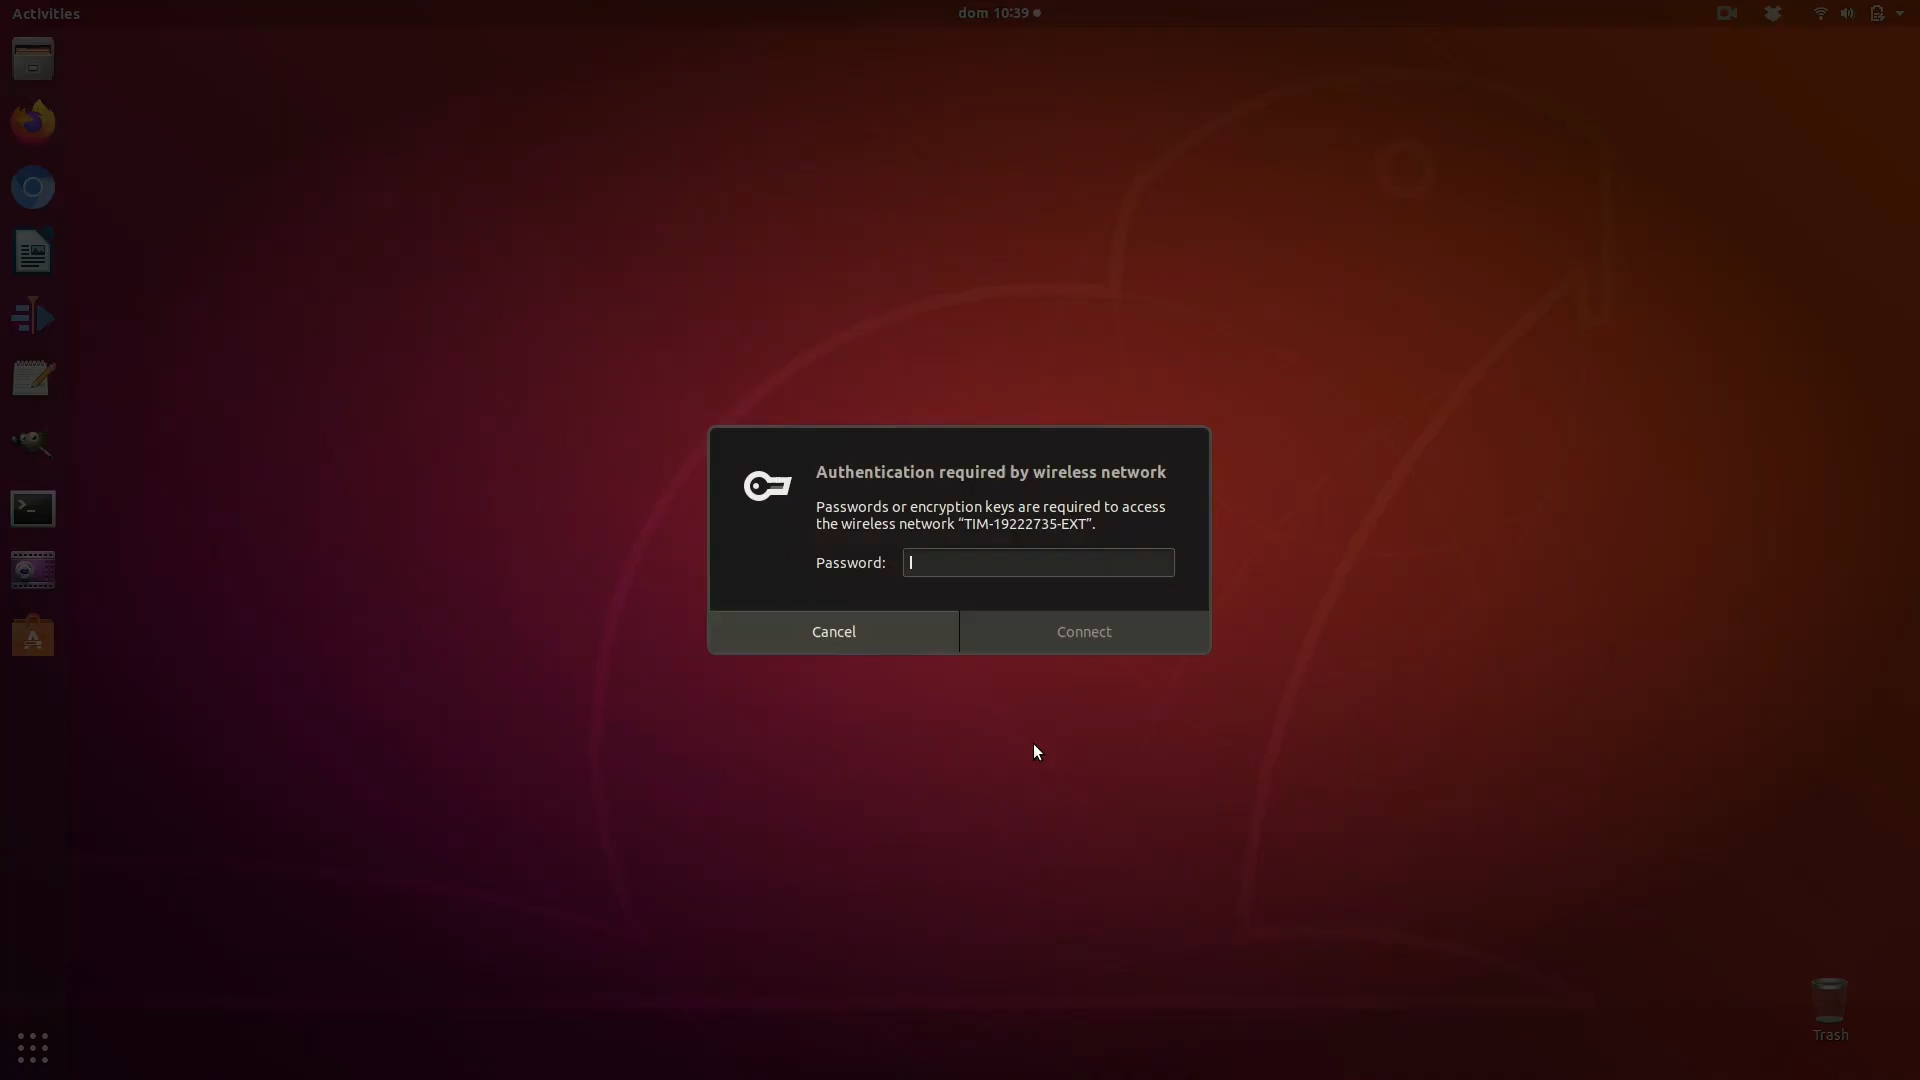 Activities
dom 10:39
Authentication required by wireless network
Passwords or encryption keys are required to access
the wireless network “TIM-19222735-EXT”.
Password:
Cancel
Connect
Trash